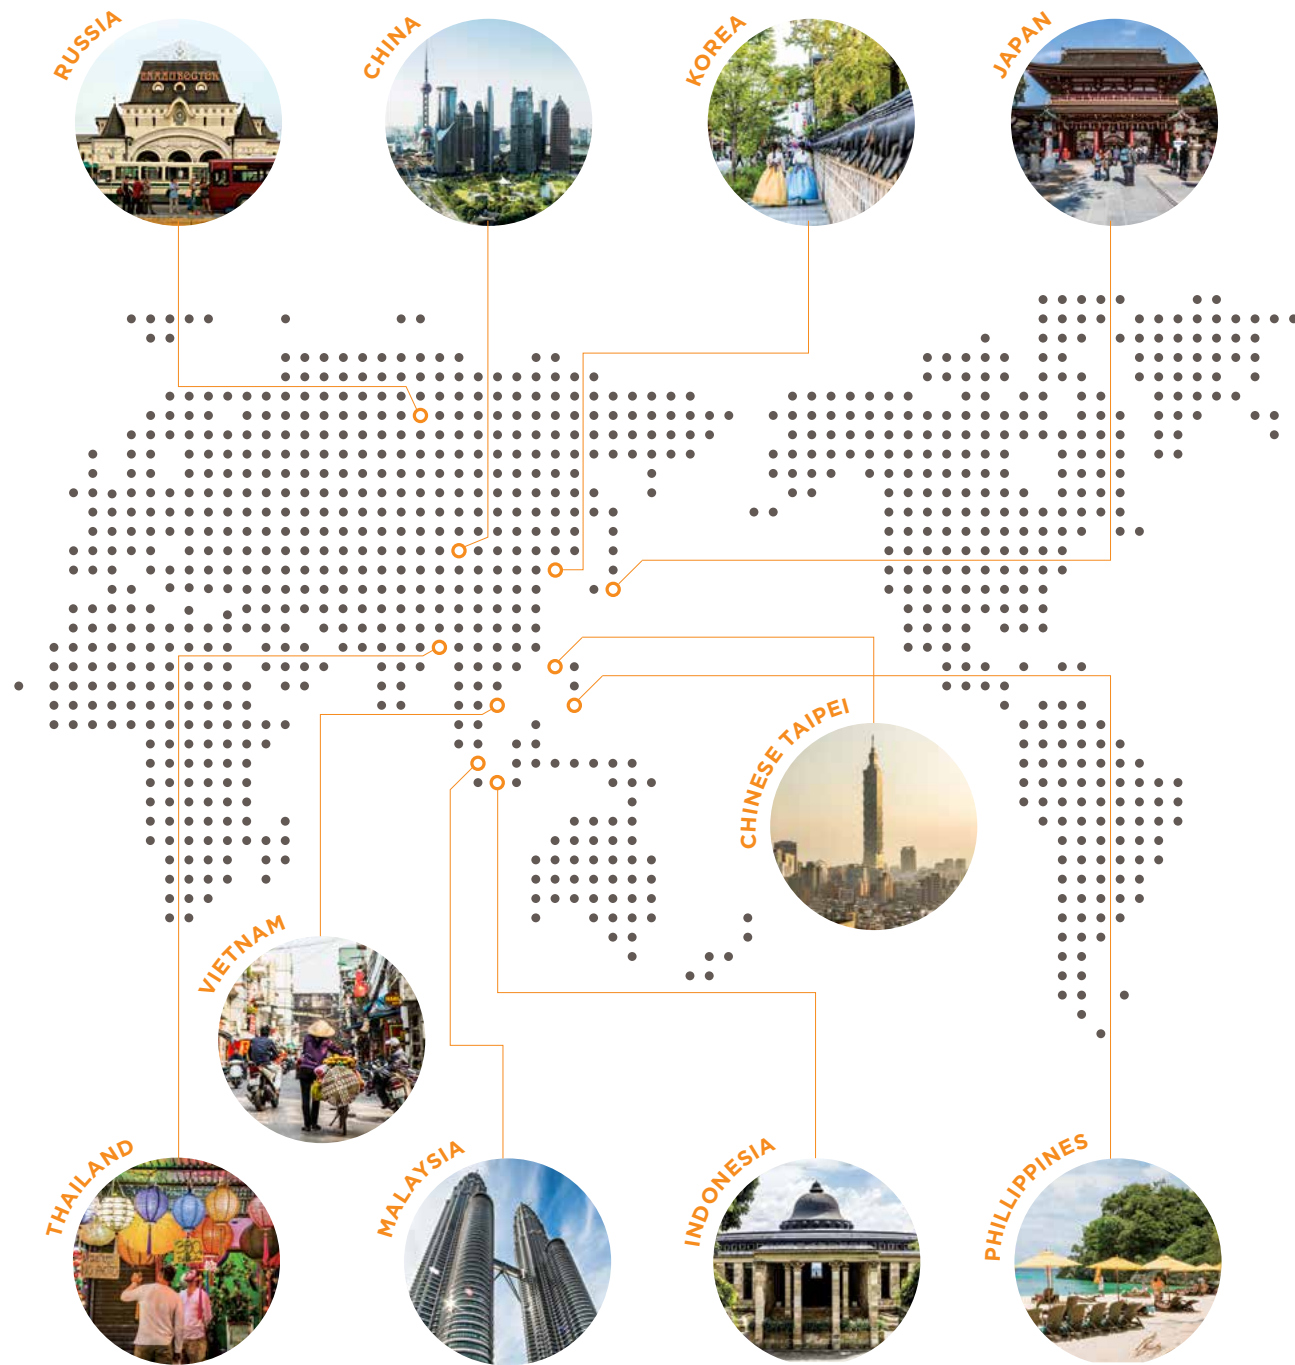 RUSSIA
CHINA
KOREA
JAPAN
CHINESE TAIPEI
VIETNAM
THAILAND
MALAYSIA
INDONESIA
PHILLIPPINES